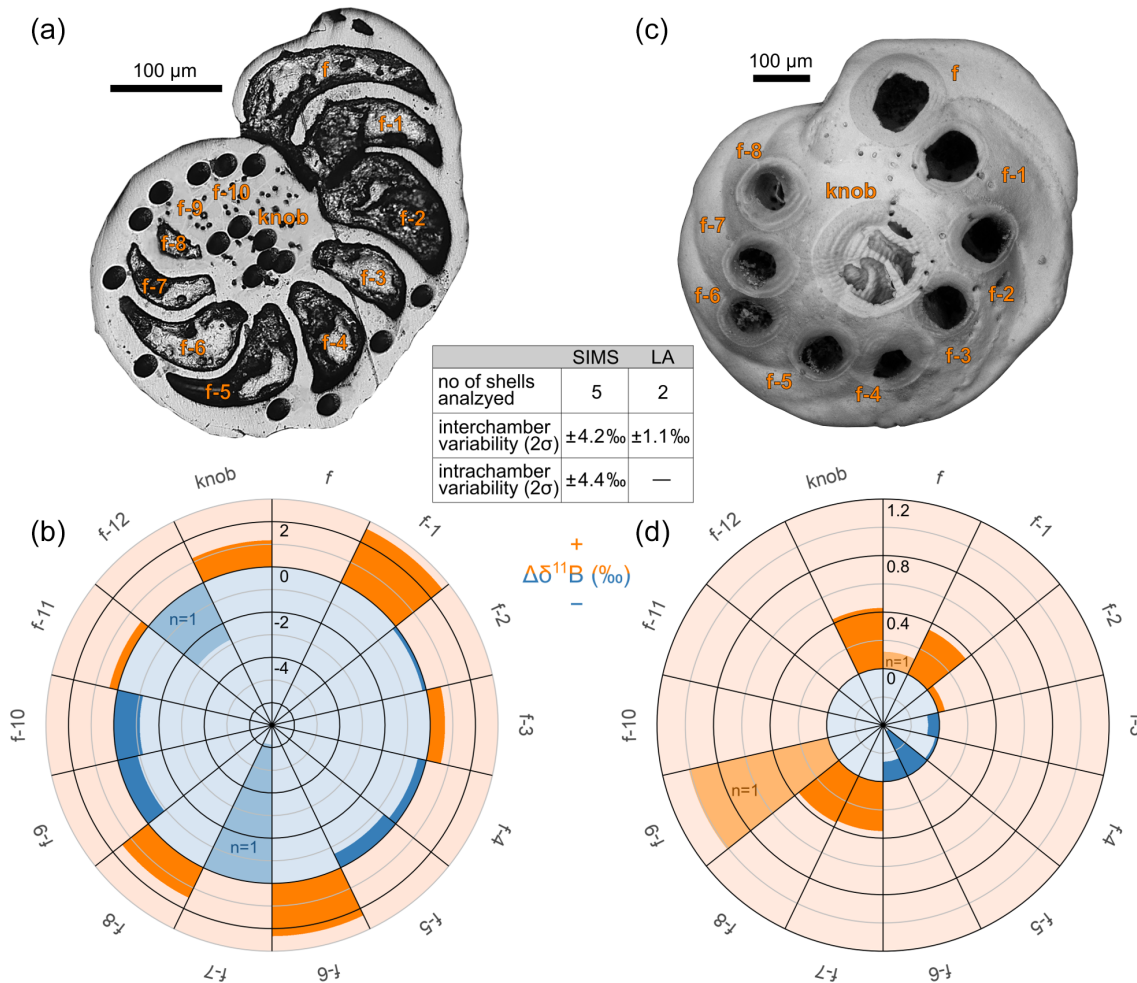 (a)
100 µm
f
f-1
f-2
f-3
f-4
f-5
f-6
f-7
f-8
f-9
f-10
knob
(c)
100 µm
f
f-1
f-2
f-3
f-4
f-5
f-6
f-7
f-8
knob
SIMS LA
no of shells
analzyed
5 2
interchamber
variability (2σ)
±4.2‰ ±1.1‰
intrachamber
variability (2σ)
±4.4‰ —
(b)
knob
f
f-1
f-2
f-3
f-4
f-5
f-6
f-7
f-8
f-9
f-10
f-11
f-12
2
0
-2
-4
n=1
n=1
+
Δδ¹¹B (‰)
−
(d)
knob
f
f-1
f-2
f-3
f-4
f-5
f-6
f-7
f-8
f-9
f-10
f-11
f-12
1.2
0.8
0.4
0
n=1
n=1